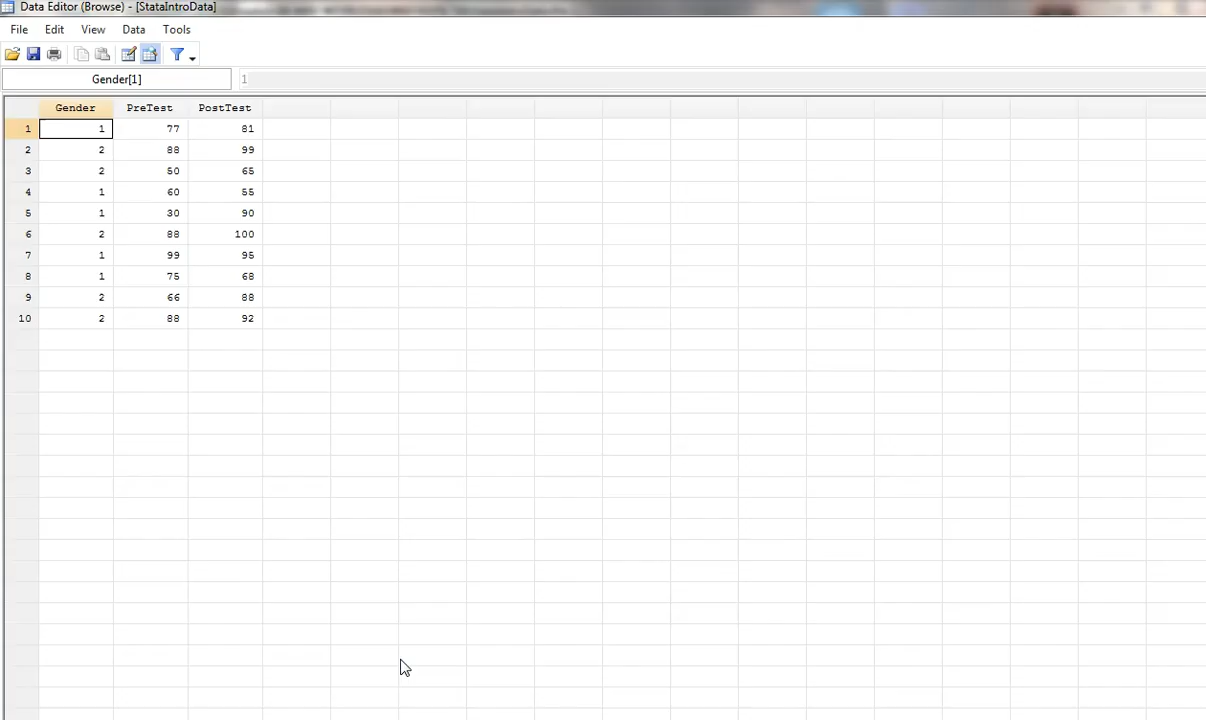 Data Editor (Browse) - [StataIntroData]
File Edit View Data Tools
Gender[1] 1
Gender PreTest PostTest
1 1 77 81
2 2 88 99
3 2 50 65
4 1 60 55
5 1 30 90
6 2 88 100
7 1 99 95
8 1 75 68
9 2 66 88
10 2 88 92